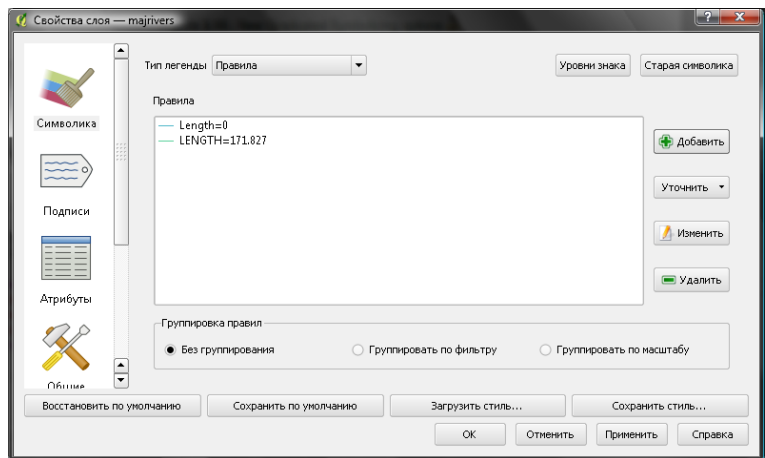 Свойства слоя — majrivers
Символика
Подписи
Атрибуты
Общие
Тип легенды Правила
Уровни знака
Старая символика
Правила
Length=0
LENGTH=171.827
Добавить
Уточнить
Изменить
Удалить
Группировка правил
Без группирования
Группировать по фильтру
Группировать по масштабу
Восстановить по умолчанию
Сохранить по умолчанию
Загрузить стиль...
Сохранить стиль...
OK
Отменить
Применить
Справка